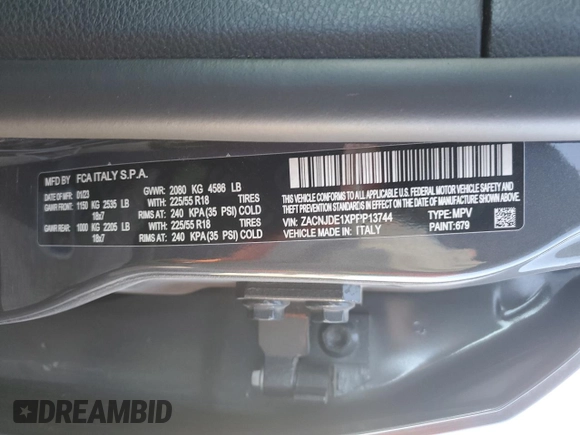 MFD BY FCA ITALY S.P.A.
DATE OF MFR: 01/23 GVWR: 2080 KG 4586 LB
GAWR FRONT: 1150 KG 2535 LB WITH: 225/55 R18 TIRES
18x7 RIMS AT: 240 KPA (35 PSI) COLD
GAWR REAR: 1000 KG 2205 LB WITH: 225/55 R18 TIRES
18x7 RIMS AT: 240 KPA (35 PSI) COLD
THIS VEHICLE CONFORMS TO ALL APPLICABLE FEDERAL MOTOR VEHICLE SAFETY, BUMPER, AND
THEFT PREVENTION STANDARDS IN EFFECT ON THE DATE OF MANUFACTURE SHOWN ABOVE.
VIN: ZACNJDE1XPFP13744 TYPE: MPV
VEHICLE MADE IN: ITALY PAINT: 679
DREAMBID